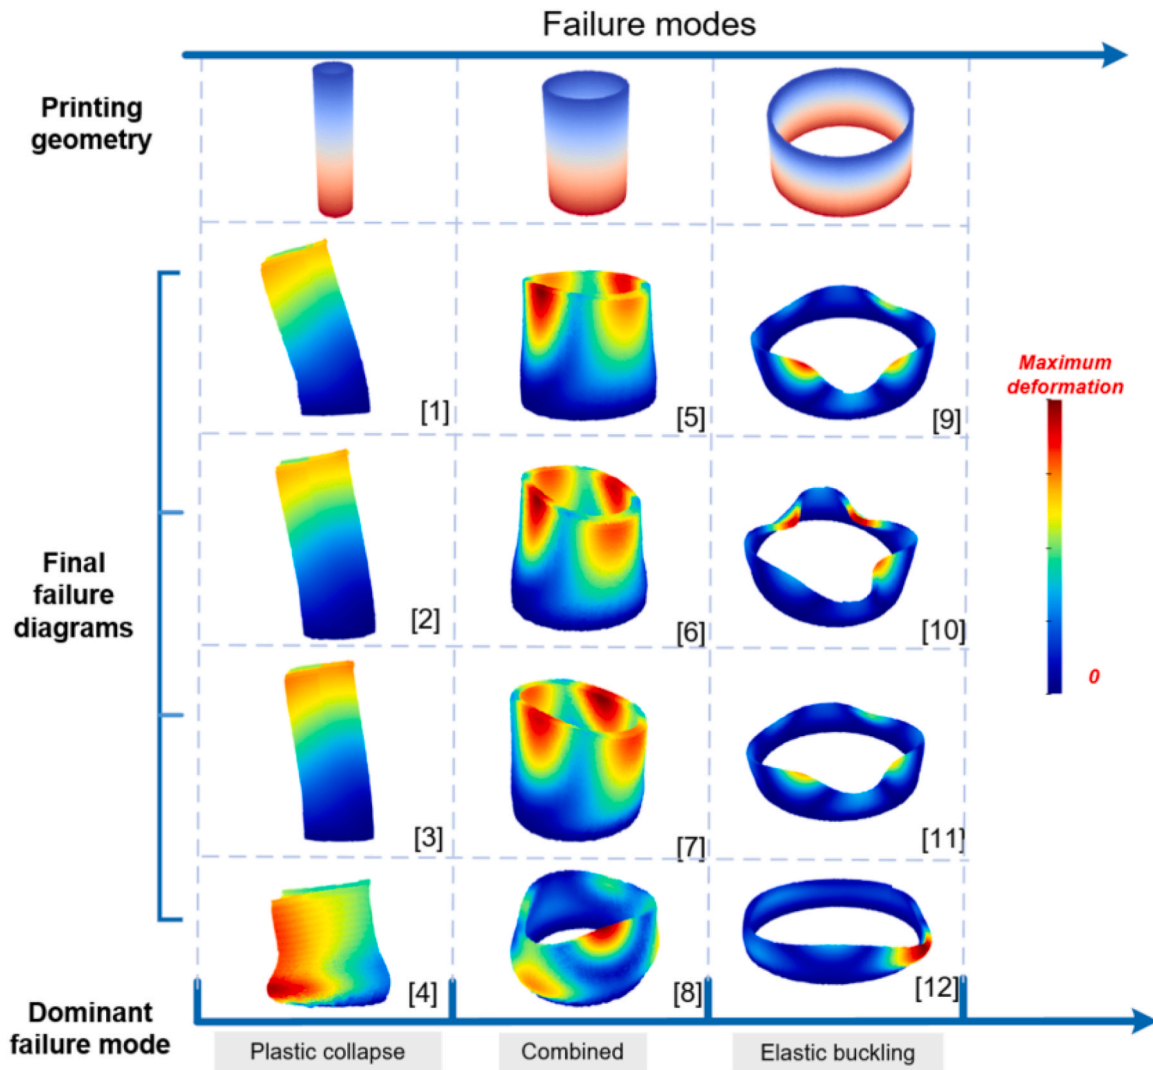 Failure modes
Printing
geometry
[1]
[5]
[9]
Maximum
deformation
[2]
[6]
[10]
0
Final
failure
diagrams
[3]
[7]
[11]
[4]
[8]
[12]
Dominant
failure mode
Plastic collapse
Combined
Elastic buckling